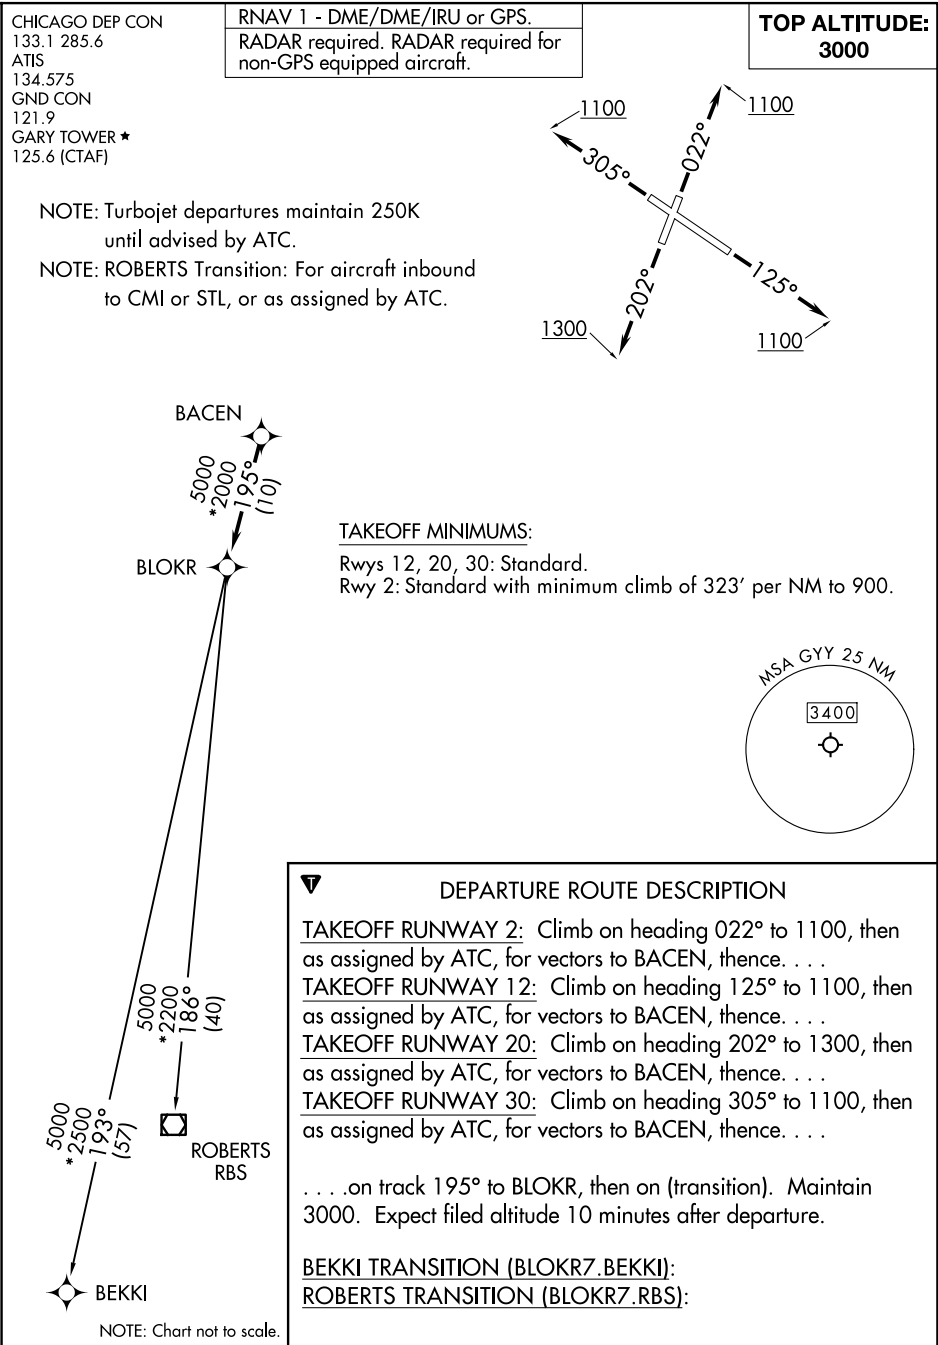 CHICAGO DEP CON
133.1 285.6
ATIS
134.575
GND CON
121.9
GARY TOWER ★
125.6 (CTAF)
RNAV 1 - DME/DME/IRU or GPS.
RADAR required. RADAR required for
non-GPS equipped aircraft.
TOP ALTITUDE:
3000
NOTE: Turbojet departures maintain 250K
until advised by ATC.
NOTE: ROBERTS Transition: For aircraft inbound
to CMI or STL, or as assigned by ATC.
1100
1100
305°
022°
202°
125°
1300
1100
BACEN
5000
*2000
195°
(10)
BLOKR
TAKEOFF MINIMUMS:
Rwys 12, 20, 30: Standard.
Rwy 2: Standard with minimum climb of 323' per NM to 900.
MSA GYY 25 NM
3400
5000
*2200
186°
(40)
5000
*2500
193°
(57)
ROBERTS
RBS
BEKKI
NOTE: Chart not to scale.
T
DEPARTURE ROUTE DESCRIPTION
TAKEOFF RUNWAY 2: Climb on heading 022° to 1100, then
as assigned by ATC, for vectors to BACEN, thence. . . .
TAKEOFF RUNWAY 12: Climb on heading 125° to 1100, then
as assigned by ATC, for vectors to BACEN, thence. . . .
TAKEOFF RUNWAY 20: Climb on heading 202° to 1300, then
as assigned by ATC, for vectors to BACEN, thence. . . .
TAKEOFF RUNWAY 30: Climb on heading 305° to 1100, then
as assigned by ATC, for vectors to BACEN, thence. . . .
. . . .on track 195° to BLOKR, then on (transition). Maintain
3000. Expect filed altitude 10 minutes after departure.
BEKKI TRANSITION (BLOKR7.BEKKI):
ROBERTS TRANSITION (BLOKR7.RBS):